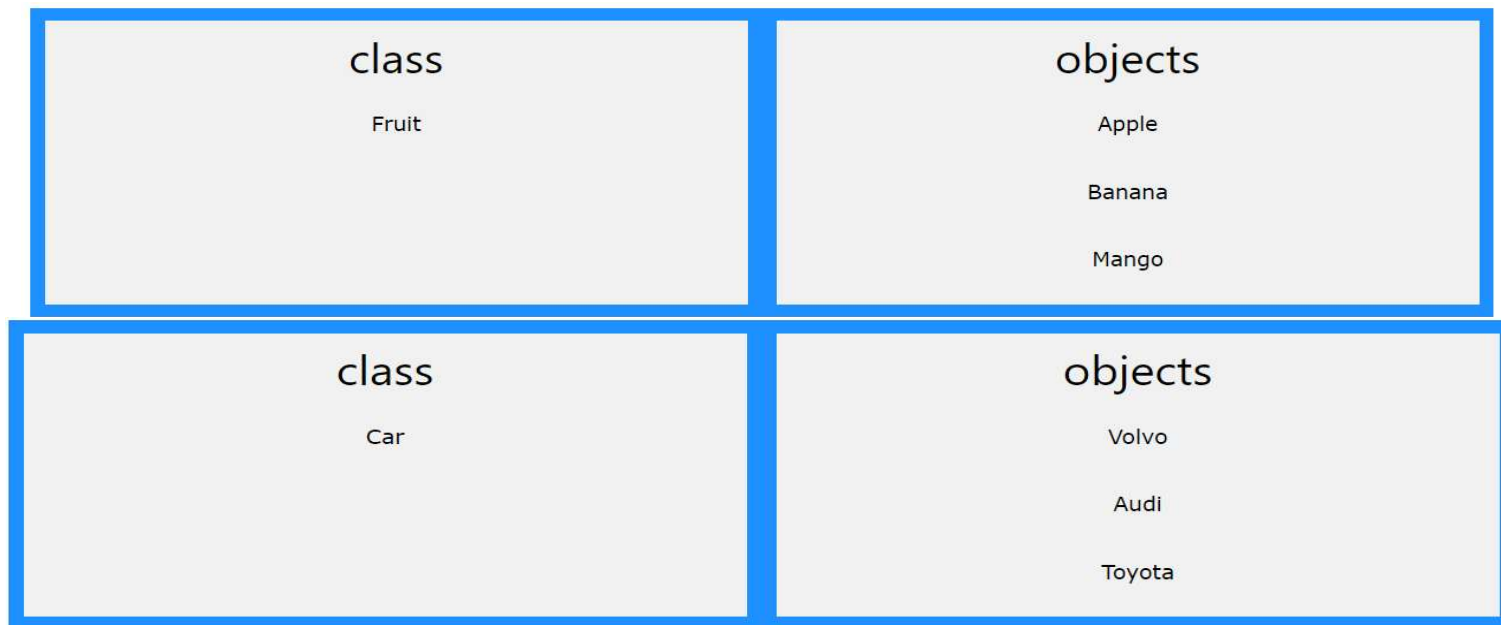 class
Fruit
objects
Apple
Banana
Mango
class
Car
objects
Volvo
Audi
Toyota